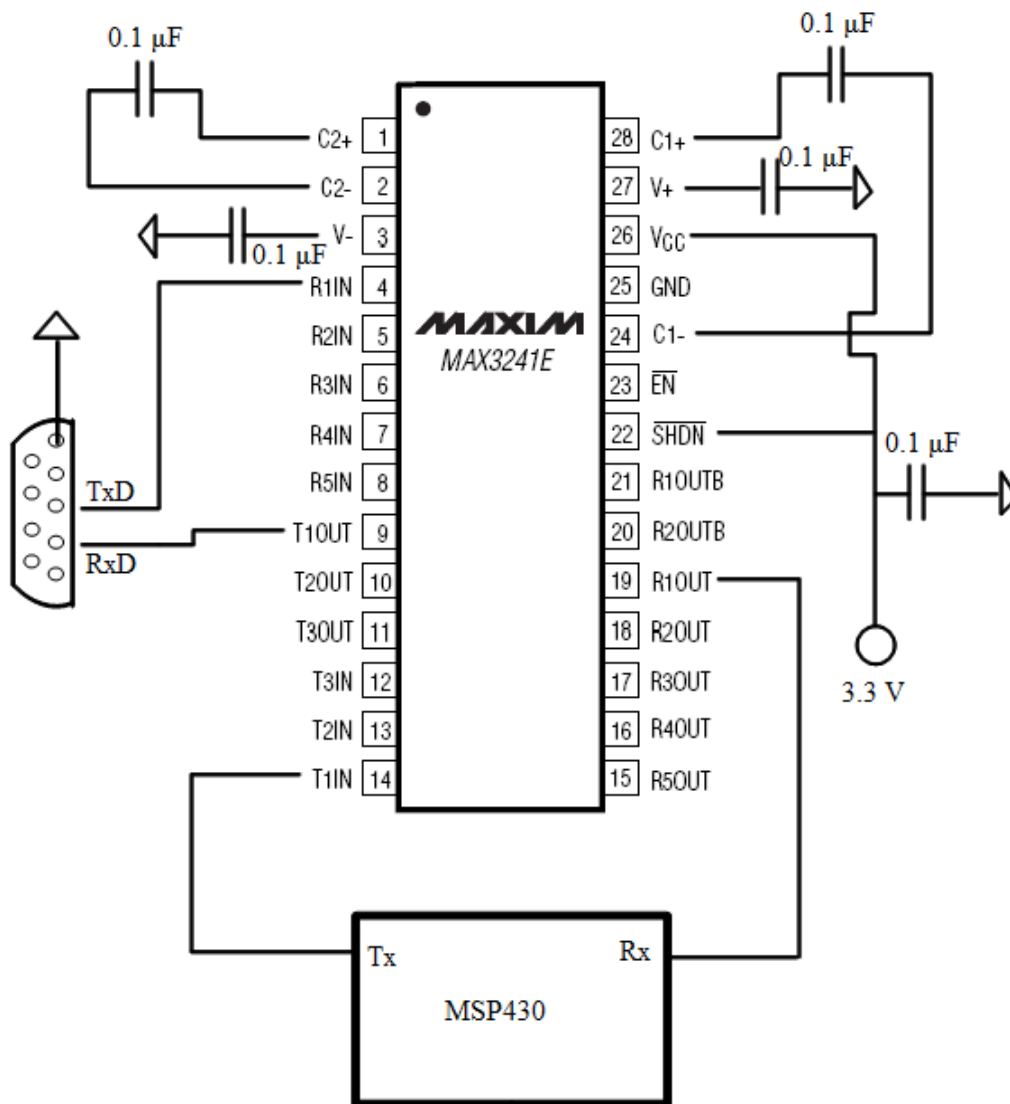 0.1 µF
0.1 µF
C2+ 1
28 C1+
0.1 µF
C2- 2
27 V+
V- 3
26 VCC
0.1 µF
R1IN 4
25 GND
MAXIM
MAX3241E
R2IN 5
24 C1-
R3IN 6
23 EN
R4IN 7
22 SHDN
0.1 µF
R5IN 8
21 R1OUTB
TxD
T1OUT 9
20 R2OUTB
RxD
T2OUT 10
19 R1OUT
T3OUT 11
18 R2OUT
T3IN 12
17 R3OUT
3.3 V
T2IN 13
16 R4OUT
T1IN 14
15 R5OUT
Tx
Rx
MSP430